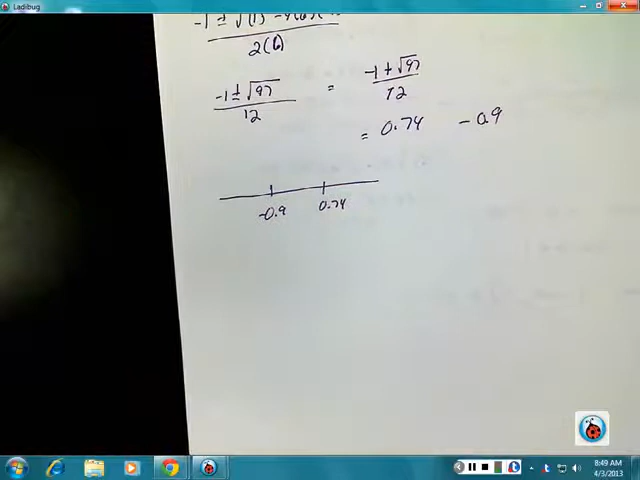 Ladibug
2(6)
-1 ± √97 = -1 + √97
12 12
= 0.74 -0.9
-0.9 0.74
8:49 AM
4/3/2013